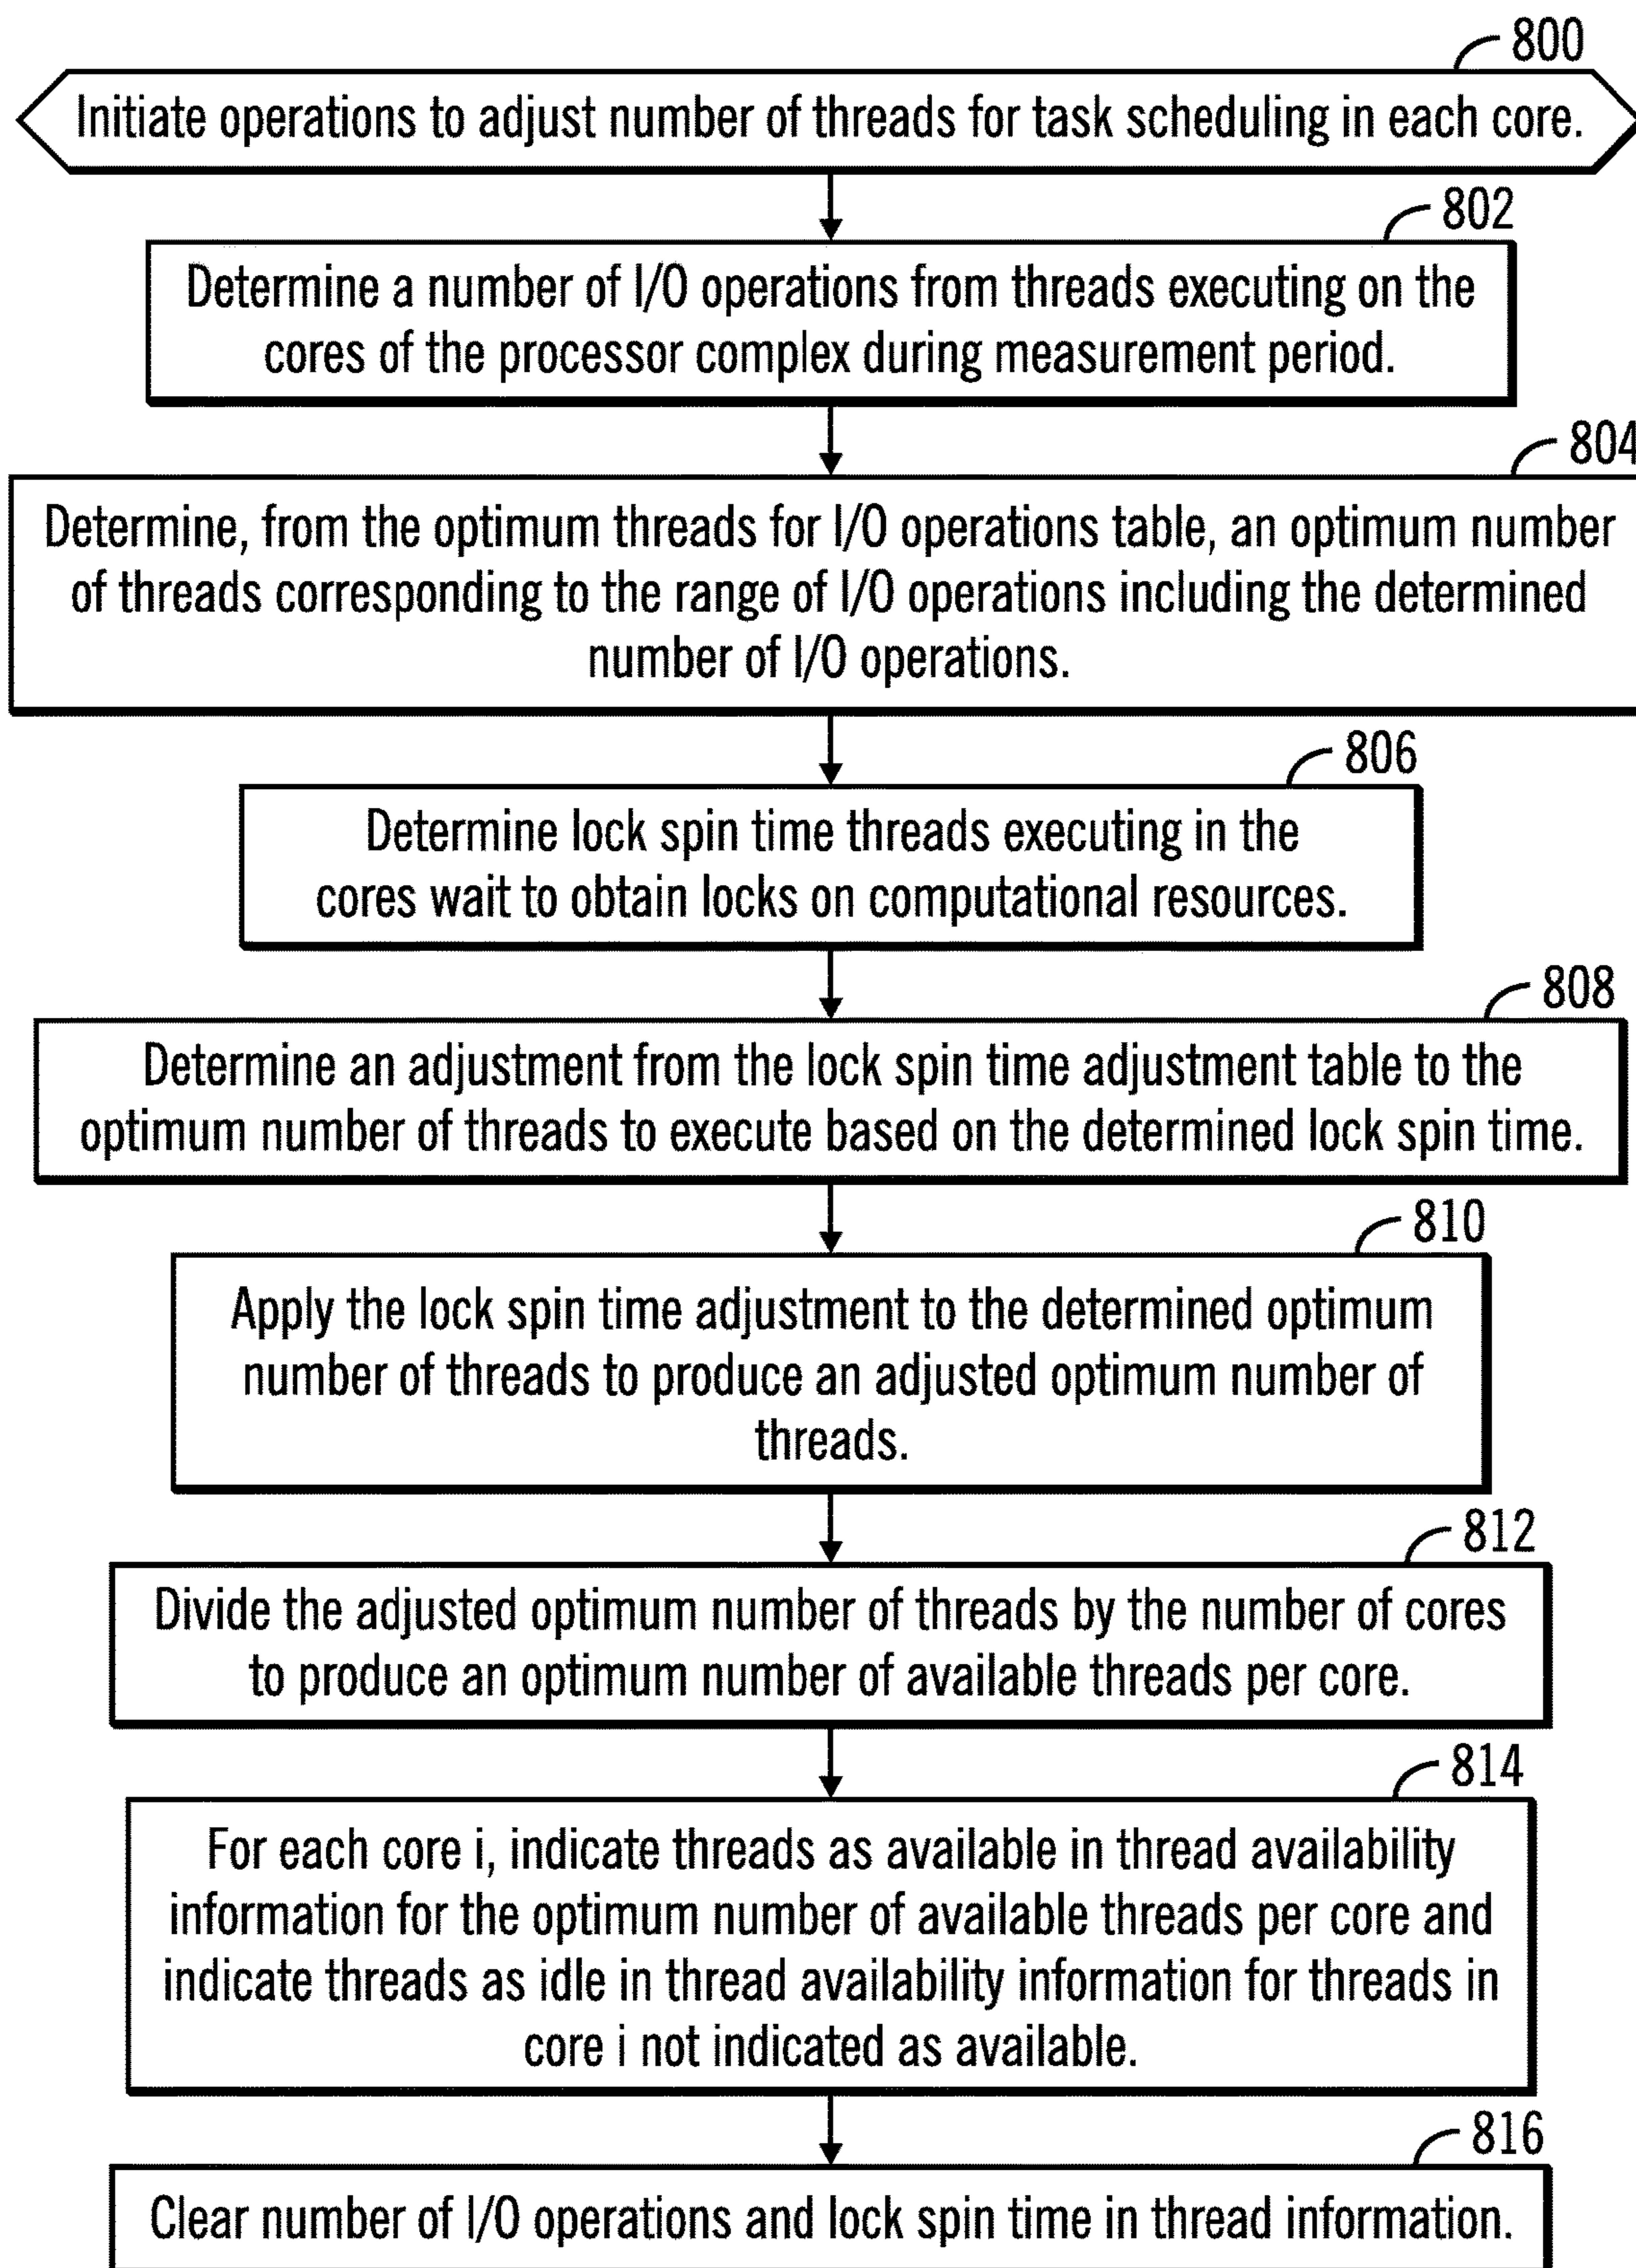 800
Initiate operations to adjust number of threads for task scheduling in each core.
802
Determine a number of I/O operations from threads executing on the
cores of the processor complex during measurement period.
804
Determine, from the optimum threads for I/O operations table, an optimum number
of threads corresponding to the range of I/O operations including the determined
number of I/O operations.
806
Determine lock spin time threads executing in the
cores wait to obtain locks on computational resources.
808
Determine an adjustment from the lock spin time adjustment table to the
optimum number of threads to execute based on the determined lock spin time.
810
Apply the lock spin time adjustment to the determined optimum
number of threads to produce an adjusted optimum number of
threads.
812
Divide the adjusted optimum number of threads by the number of cores
to produce an optimum number of available threads per core.
814
For each core i, indicate threads as available in thread availability
information for the optimum number of available threads per core and
indicate threads as idle in thread availability information for threads in
core i not indicated as available.
816
Clear number of I/O operations and lock spin time in thread information.